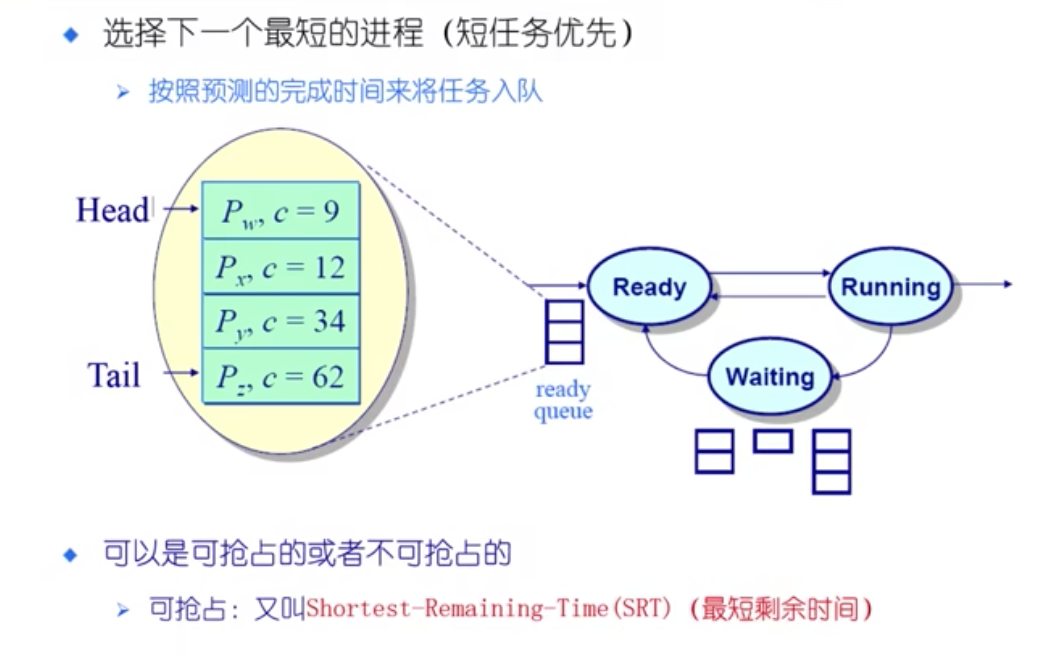 选择下一个最短的进程（短任务优先）
按照预测的完成时间来将任务入队
Head
P_w, c = 9
P_x, c = 12
P_y, c = 34
Tail
P_z, c = 62
Ready
Running
Waiting
ready
queue
可以是可抢占的或者不可抢占的
可抢占：又叫Shortest-Remaining-Time(SRT)（最短剩余时间）